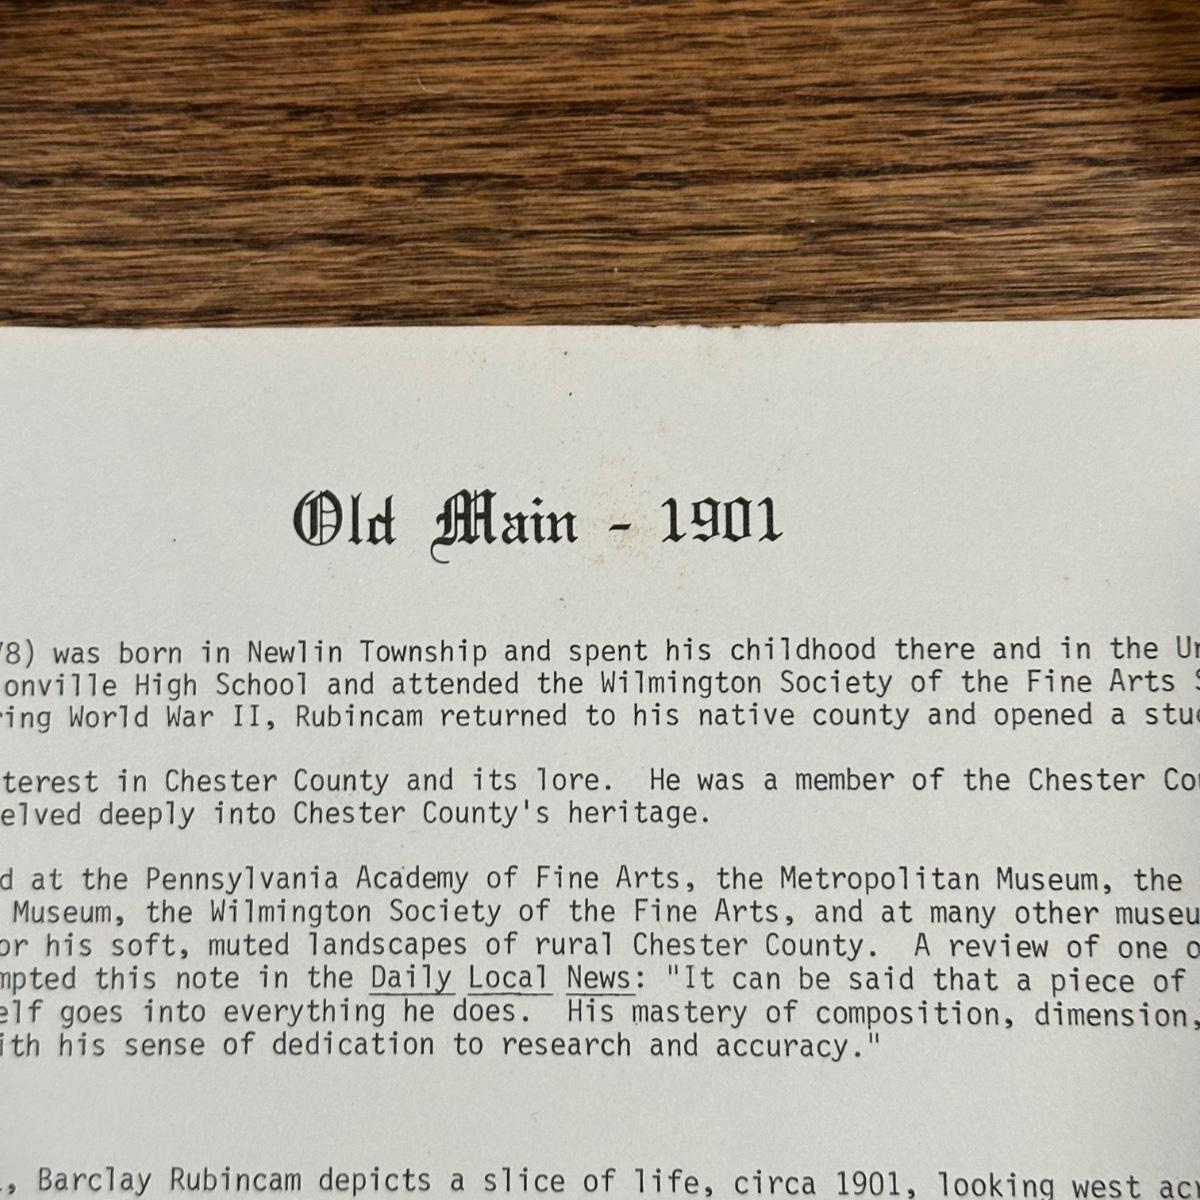 Old Main - 1901
78) was born in Newlin Township and spent his childhood there and in the
onville High School and attended the Wilmington Society of the Fine Arts
ring World War II, Rubincam returned to his native county and opened a
terest in Chester County and its lore. He was a member of the Chester
elved deeply into Chester County's heritage.
d at the Pennsylvania Academy of Fine Arts, the Metropolitan Museum, the
Museum, the Wilmington Society of the Fine Arts, and at many other
or his soft, muted landscapes of rural Chester County. A review of one
mpted this note in the Daily Local News: "It can be said that a piece of
elf goes into everything he does. His mastery of composition, dimension,
ith his sense of dedication to research and accuracy."
, Barclay Rubincam depicts a slice of life, circa 1901, looking west